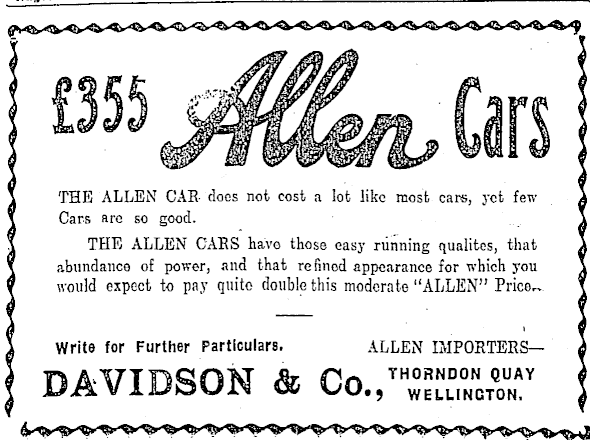 £355 Allen Cars
THE ALLEN CAR does not cost a lot like most cars, yet few
Cars are so good.
THE ALLEN CARS have those easy running qualites, that
abundance of power, and that refined appearance for which you
would expect to pay quite double this moderate "ALLEN" Price.
Write for Further Particulars.
ALLEN IMPORTERS—
DAVIDSON & Co.,
THORNDON QUAY
WELLINGTON.